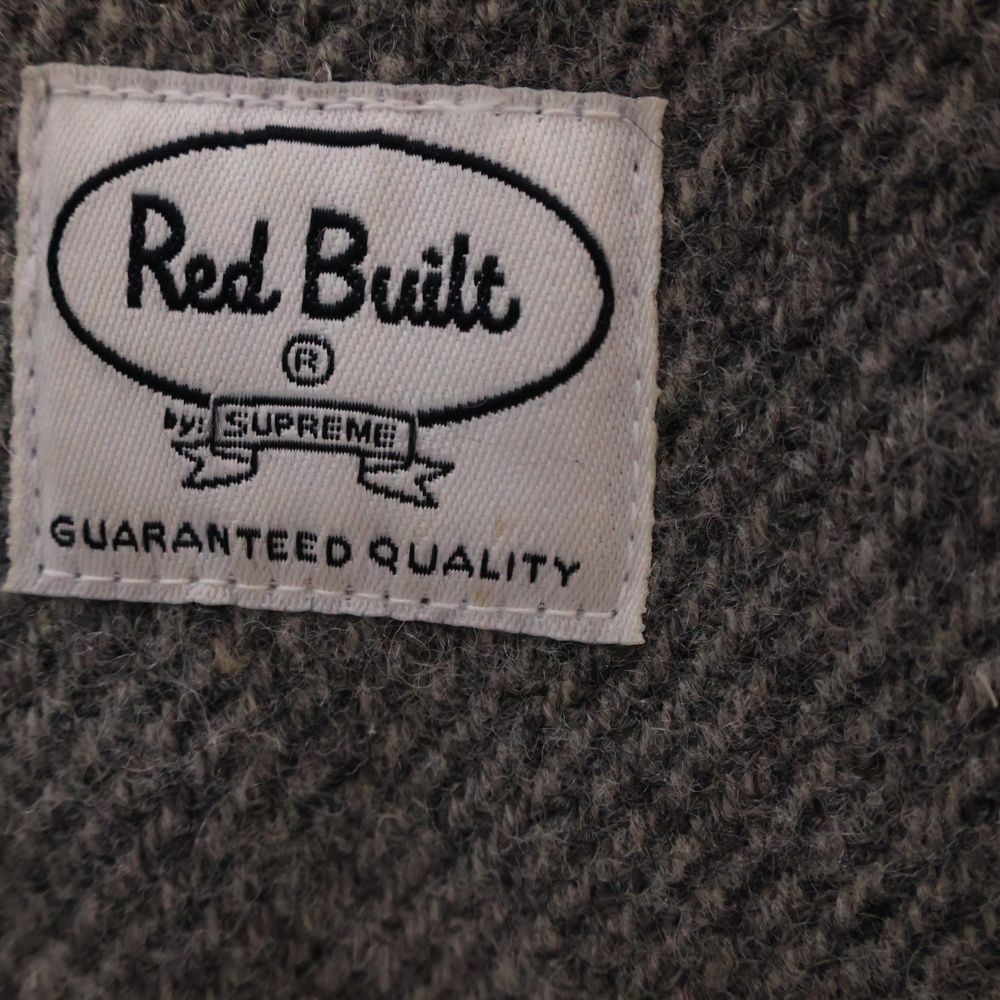 Red Built
®
by: SUPREME
GUARANTEED QUALITY